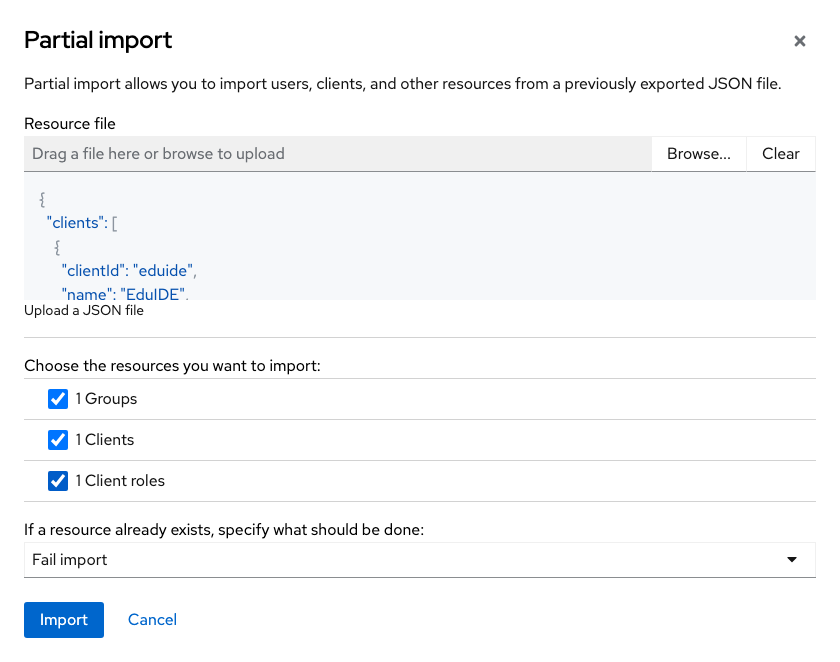 Partial import
Partial import allows you to import users, clients, and other resources from a previously exported JSON file.
Resource file
Drag a file here or browse to upload Browse... Clear
{
"clients": [
{
"clientId": "eduide",
"name": "EduIDE",
Upload a JSON file
Choose the resources you want to import:
1 Groups
1 Clients
1 Client roles
If a resource already exists, specify what should be done:
Fail import
Import Cancel